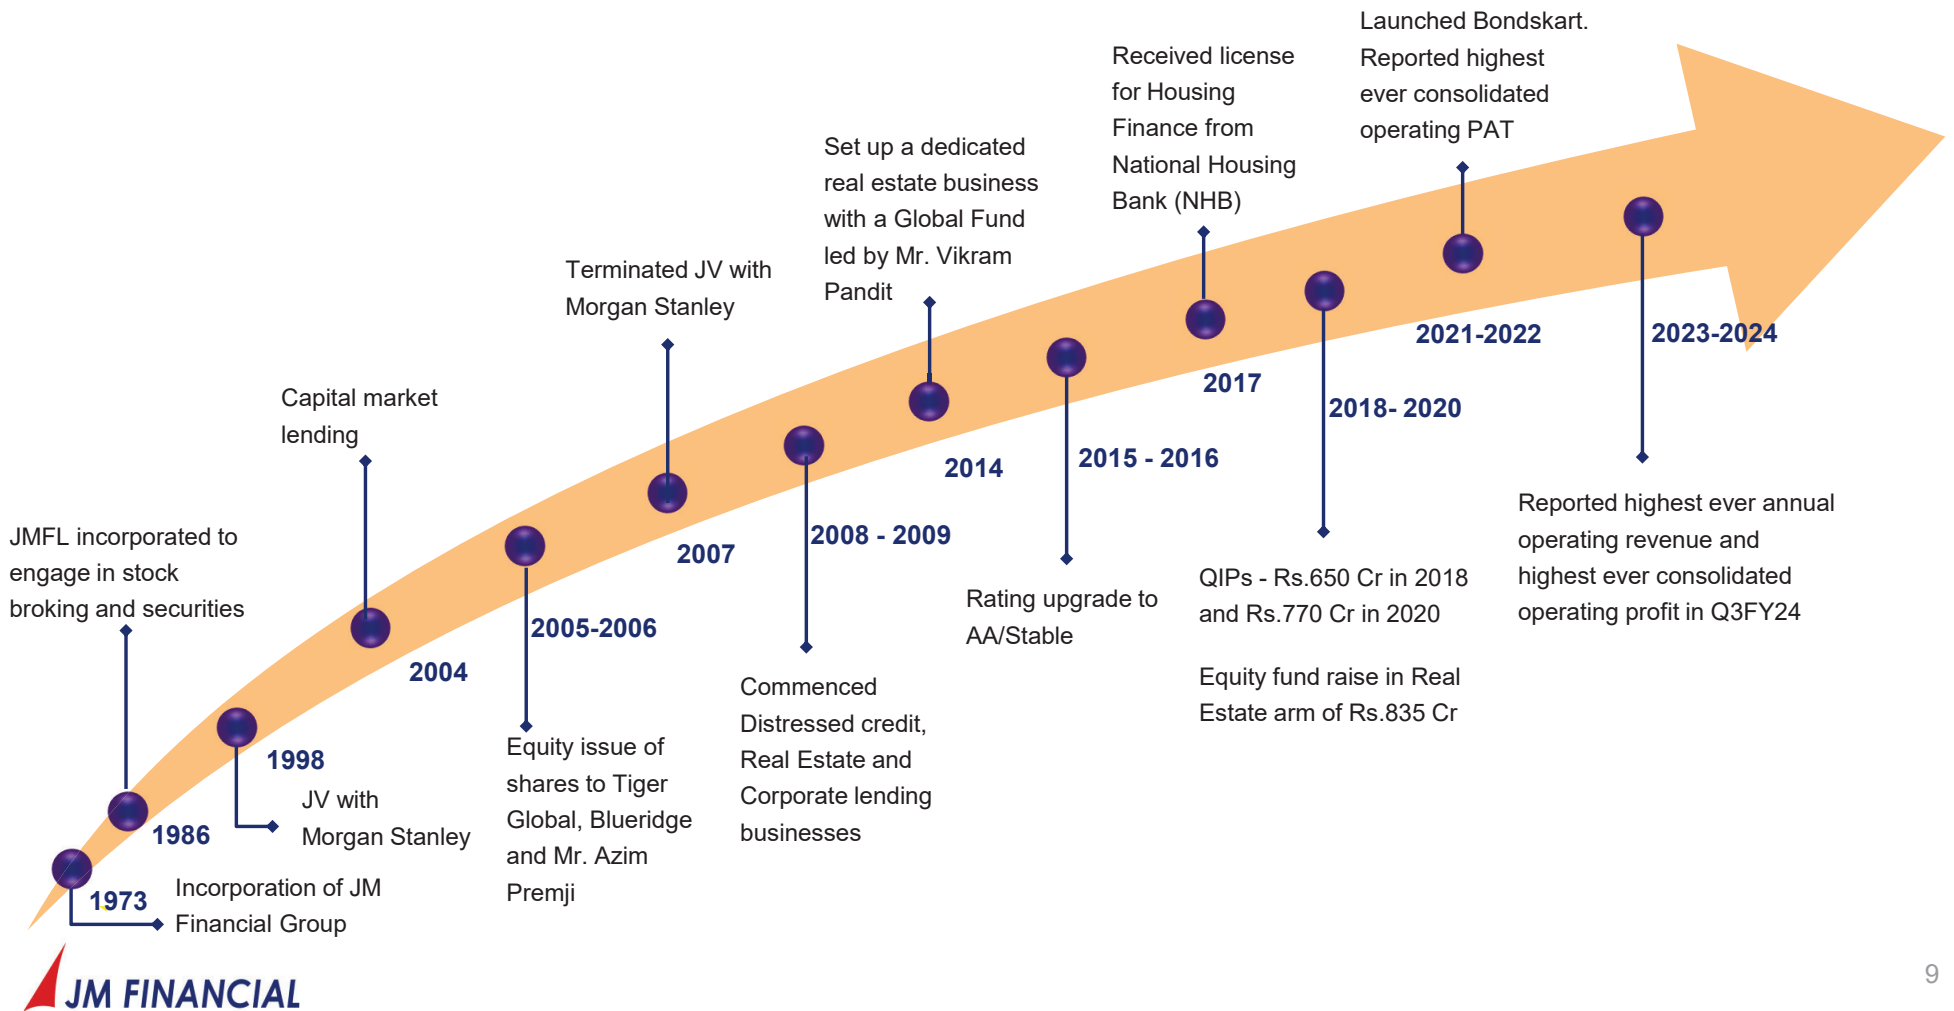 Incorporation of JM
Financial Group
1973
JMFL incorporated to
engage in stock
broking and securities
1986
1998
JV with
Morgan Stanley
Capital market
lending
2004
2005-2006
Equity issue of
shares to Tiger
Global, Blueridge
and Mr. Azim
Premji
Terminated JV with
Morgan Stanley
2007
2008 - 2009
Commenced
Distressed credit,
Real Estate and
Corporate lending
businesses
Set up a dedicated
real estate business
with a Global Fund
led by Mr. Vikram
Pandit
2014
2015 - 2016
Rating upgrade to
AA/Stable
Received license
for Housing
Finance from
National Housing
Bank (NHB)
2017
2018- 2020
QIPs - Rs.650 Cr in 2018
and Rs.770 Cr in 2020
Equity fund raise in Real
Estate arm of Rs.835 Cr
Launched Bondskart.
Reported highest
ever consolidated
operating PAT
2021-2022
2023-2024
Reported highest ever annual
operating revenue and
highest ever consolidated
operating profit in Q3FY24
JM FINANCIAL
9